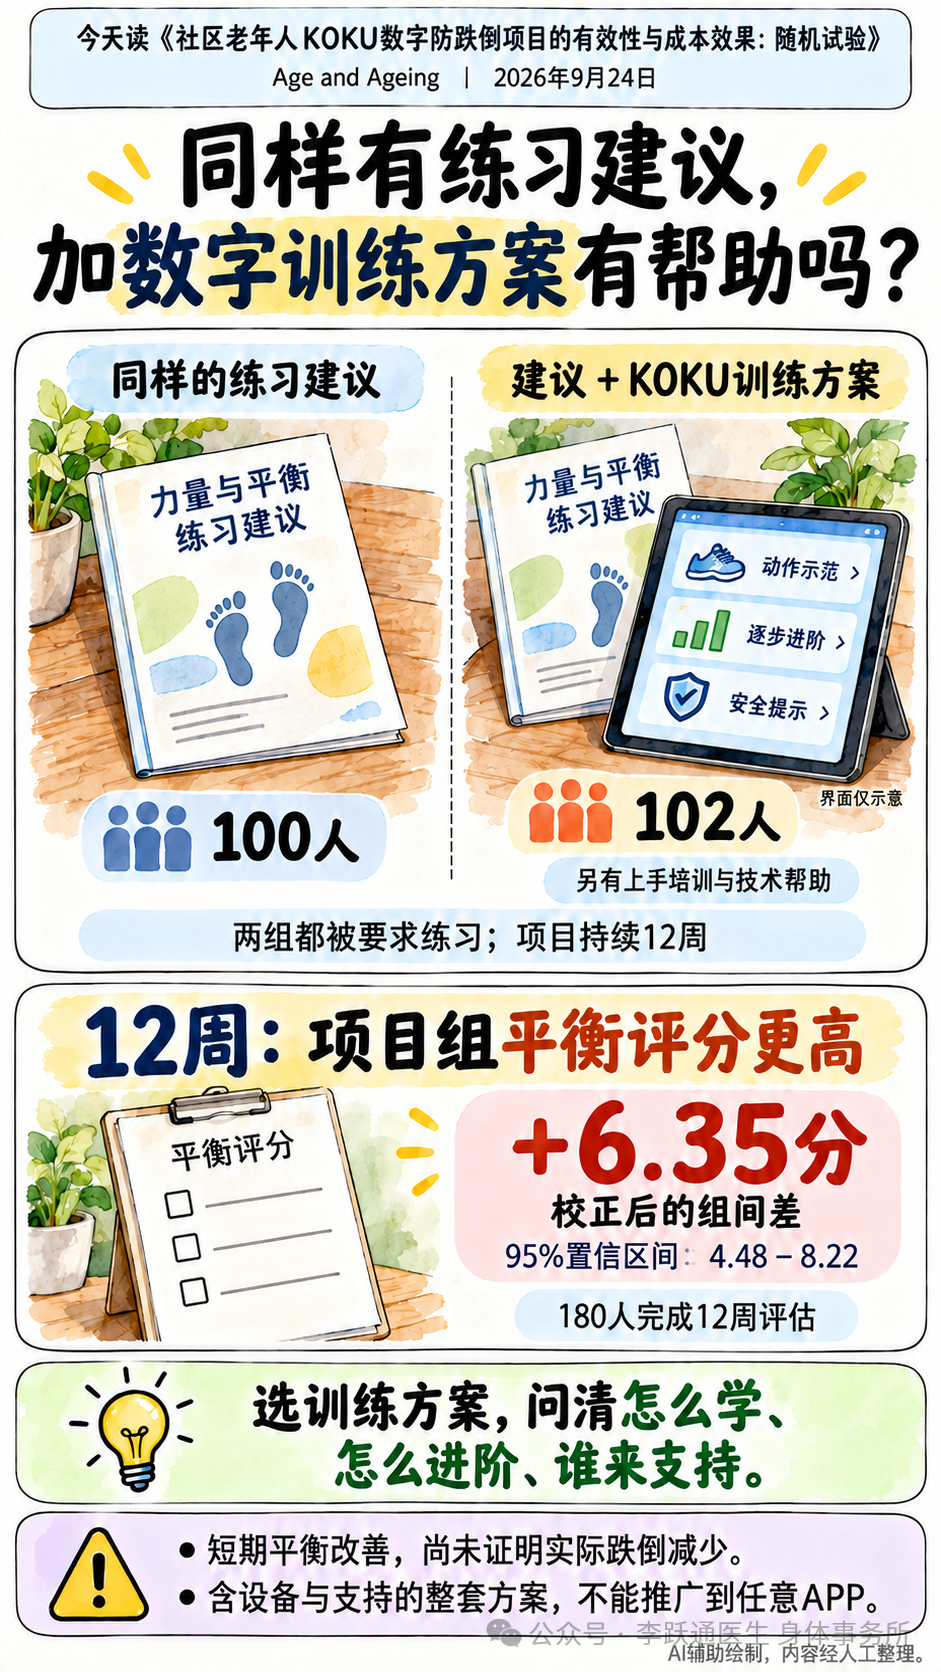 今天读《社区老年人KOKU数字防跌倒项目的有效性与成本效果：随机试验》
Age and Ageing | 2026年9月24日
同样有练习建议，
加数字训练方案有帮助吗？
同样的练习建议
力量与平衡
练习建议
100人
建议 + KOKU训练方案
力量与平衡
练习建议
动作示范 >
逐步进阶 >
安全提示 >
界面仅示意
102人
另有上手培训与技术帮助
两组都被要求练习；项目持续12周
12周：项目组平衡评分更高
平衡评分
+6.35分
校正后的组间差
95%置信区间：4.48 – 8.22
180人完成12周评估
选训练方案，问清怎么学、
怎么进阶、谁来支持。
• 短期平衡改善，尚未证明实际跌倒减少。
• 含设备与支持的整套方案，不能推广到任意APP。
公众号 · 李跃通医生 身体事务所
AI辅助绘制，内容经人工整理。